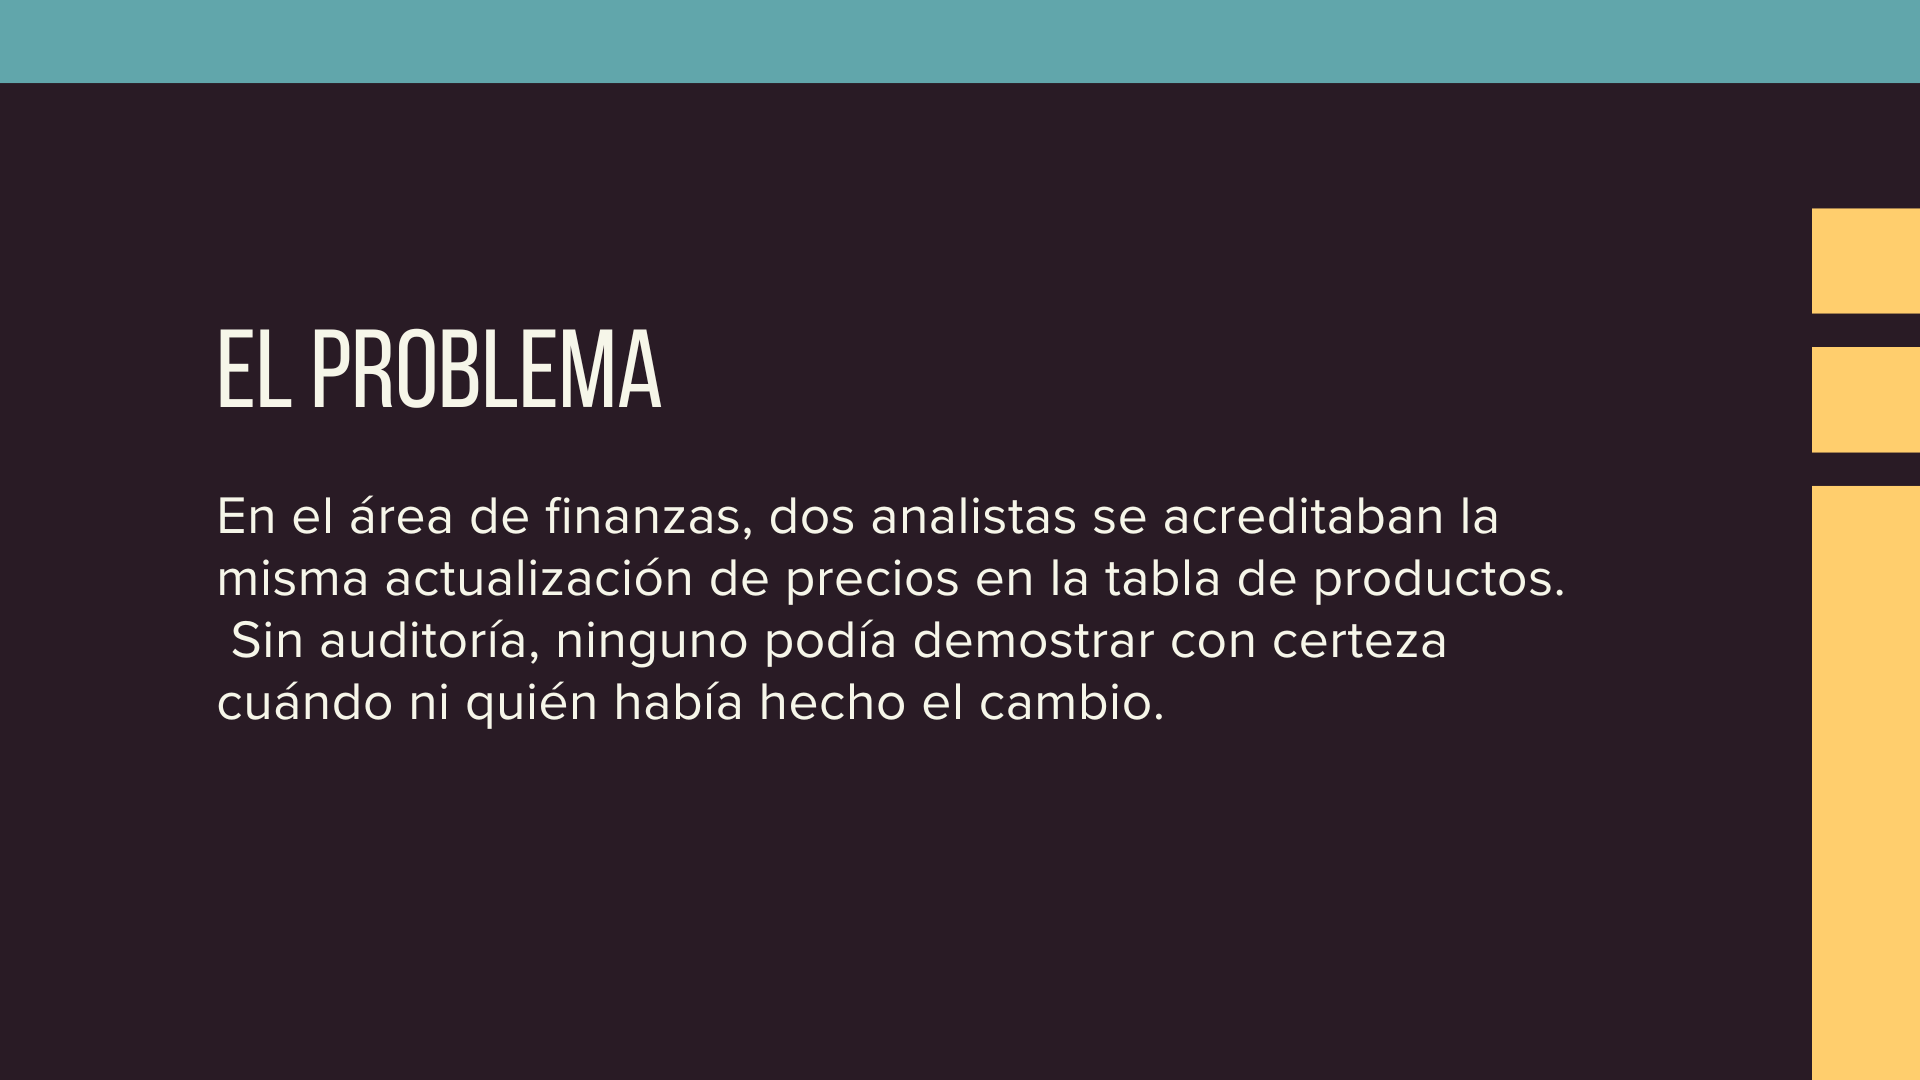 EL PROBLEMA
En el área de finanzas, dos analistas se acreditaban la
misma actualización de precios en la tabla de productos.
Sin auditoría, ninguno podía demostrar con certeza
cuándo ni quién había hecho el cambio.